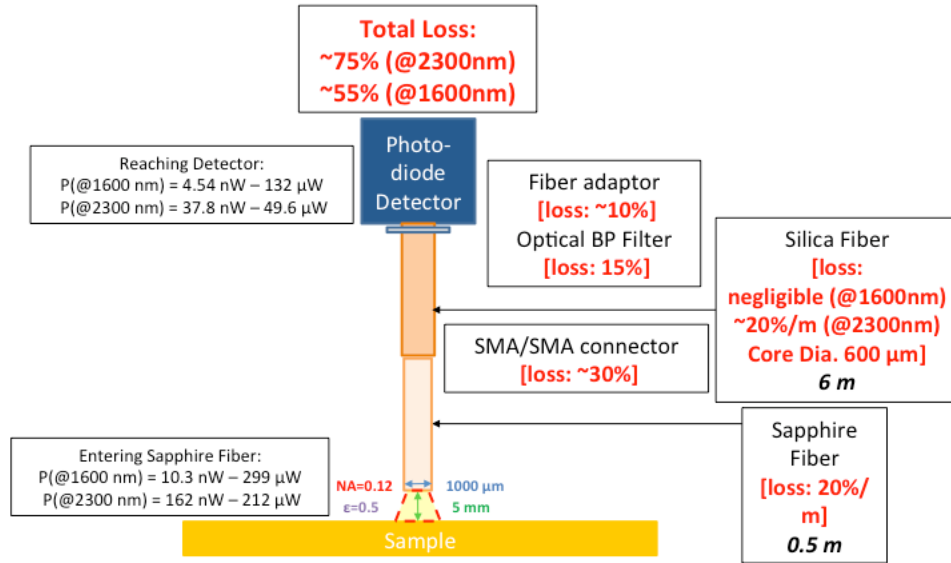 Total Loss:
~75% (@2300nm)
~55% (@1600nm)
Photo-
diode
Detector
Reaching Detector:
P(@1600 nm) = 4.54 nW – 132 µW
P(@2300 nm) = 37.8 nW – 49.6 µW
Fiber adaptor
[loss: ~10%]
Optical BP Filter
[loss: 15%]
Silica Fiber
[loss:
negligible (@1600nm)
~20%/m (@2300nm)
Core Dia. 600 µm]
6 m
SMA/SMA connector
[loss: ~30%]
Sapphire
Fiber
[loss: 20%/
m]
0.5 m
Entering Sapphire Fiber:
P(@1600 nm) = 10.3 nW – 299 µW
P(@2300 nm) = 162 nW – 212 µW
NA=0.12
1000 µm
ε=0.5
5 mm
Sample